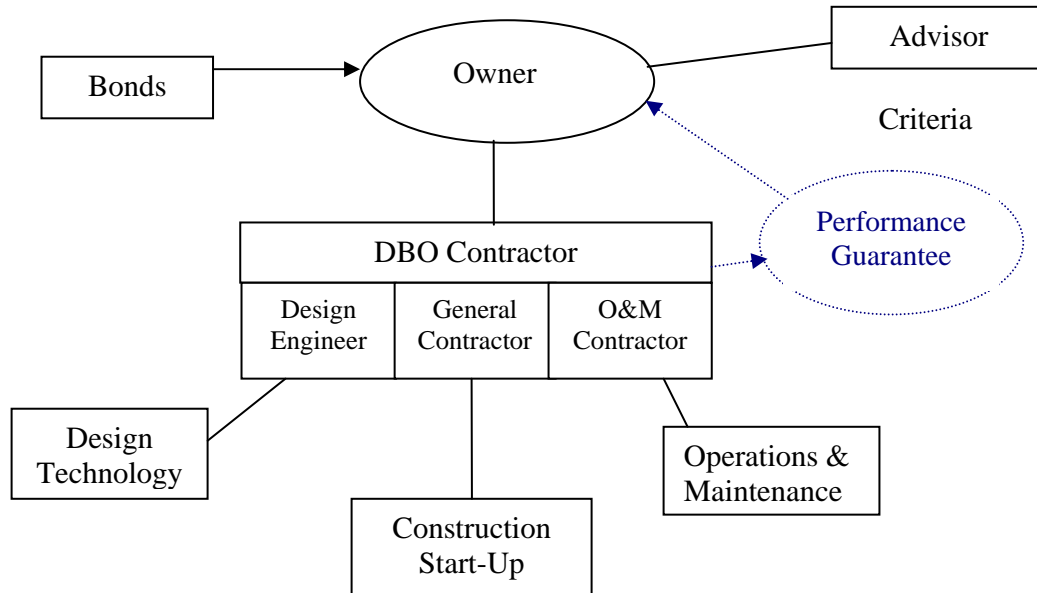 Advisor
Owner
Bonds
Criteria
Performance
Guarantee
DBO Contractor
Design
Engineer
General
Contractor
O&M
Contractor
Design
Technology
Operations &
Maintenance
Construction
Start-Up